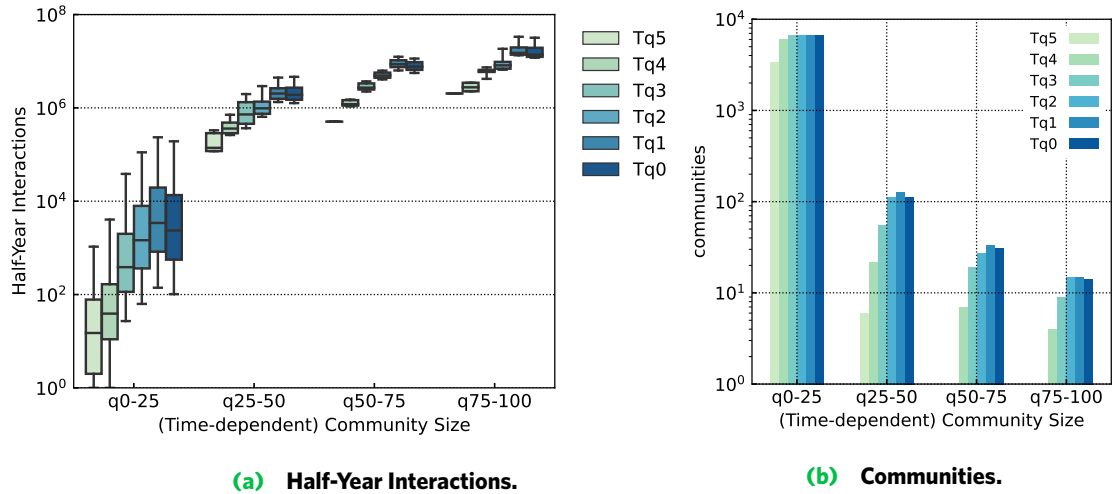 Half-Year Interactions
10^8
10^6
10^4
10^2
10^0
q0-25 q25-50 q50-75 q75-100
(Time-dependent) Community Size
Tq5
Tq4
Tq3
Tq2
Tq1
Tq0
(a) Half-Year Interactions.
communities
10^4
10^3
10^2
10^1
10^0
Tq5
Tq4
Tq3
Tq2
Tq1
Tq0
q0-25 q25-50 q50-75 q75-100
(Time-dependent) Community Size
(b) Communities.